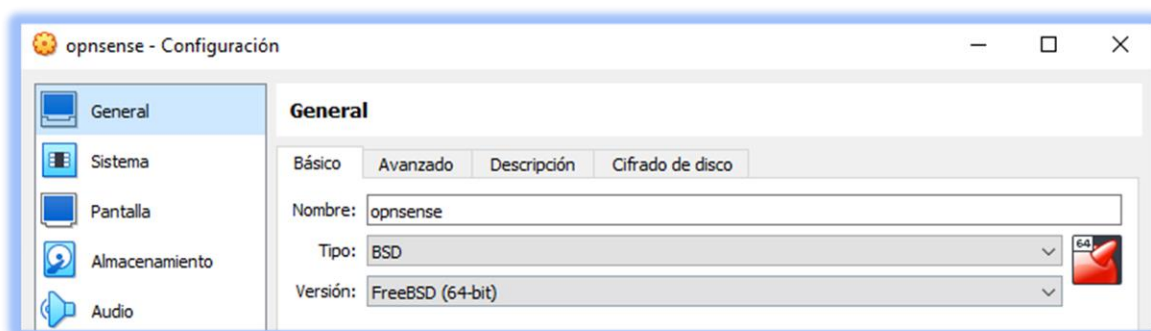 opnsense - Configuración
General
Sistema
Pantalla
Almacenamiento
Audio
General
Básico Avanzado Descripción Cifrado de disco
Nombre: opnsense
Tipo: BSD
64
Versión: FreeBSD (64-bit)